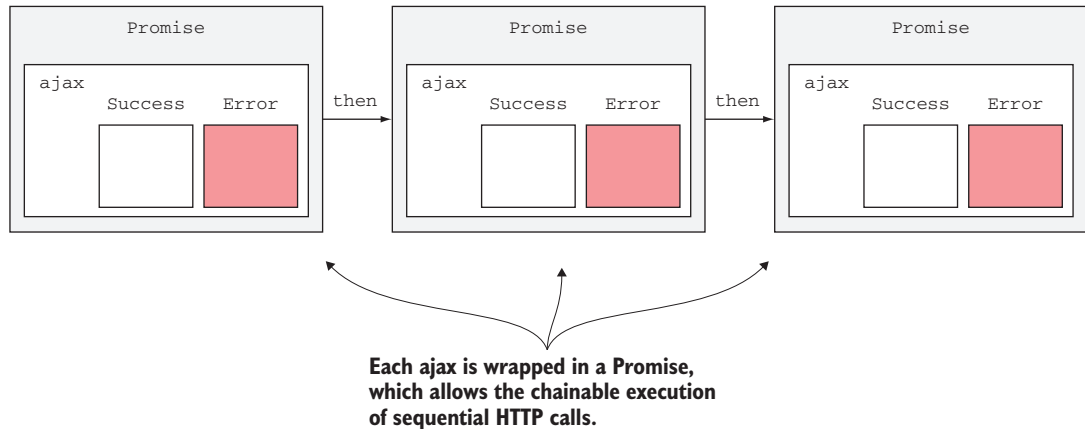 Promise
Promise
Promise
ajax
Success Error
then
ajax
Success Error
then
ajax
Success Error
Each ajax is wrapped in a Promise,
which allows the chainable execution
of sequential HTTP calls.